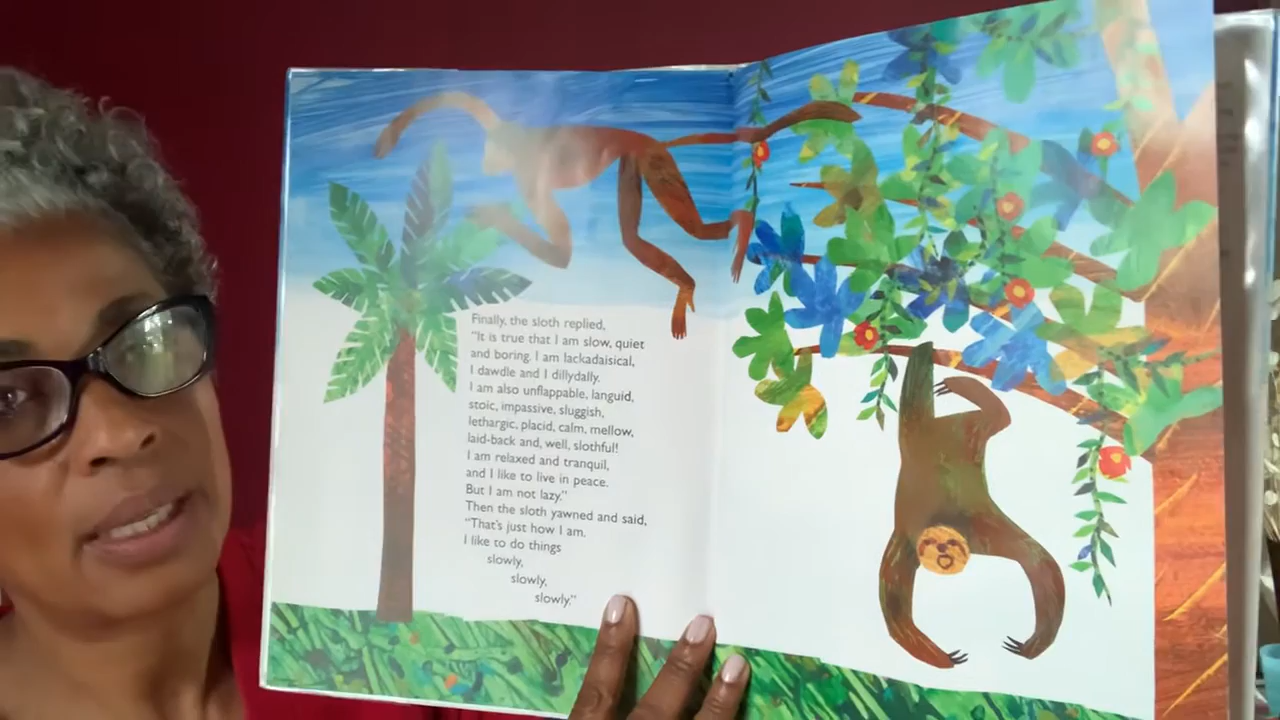 Finally, the sloth replied,
"It is true that I am slow, quiet
and boring. I am lackadaisical,
I dawdle and I dillydally.
I am also unflappable, languid,
stoic, impassive, sluggish,
lethargic, placid, calm, mellow,
laid-back and, well, slothful!
I am relaxed and tranquil,
and I like to live in peace.
But I am not lazy."
Then the sloth yawned and said,
"That's just how I am.
I like to do things
slowly,
slowly,
slowly."